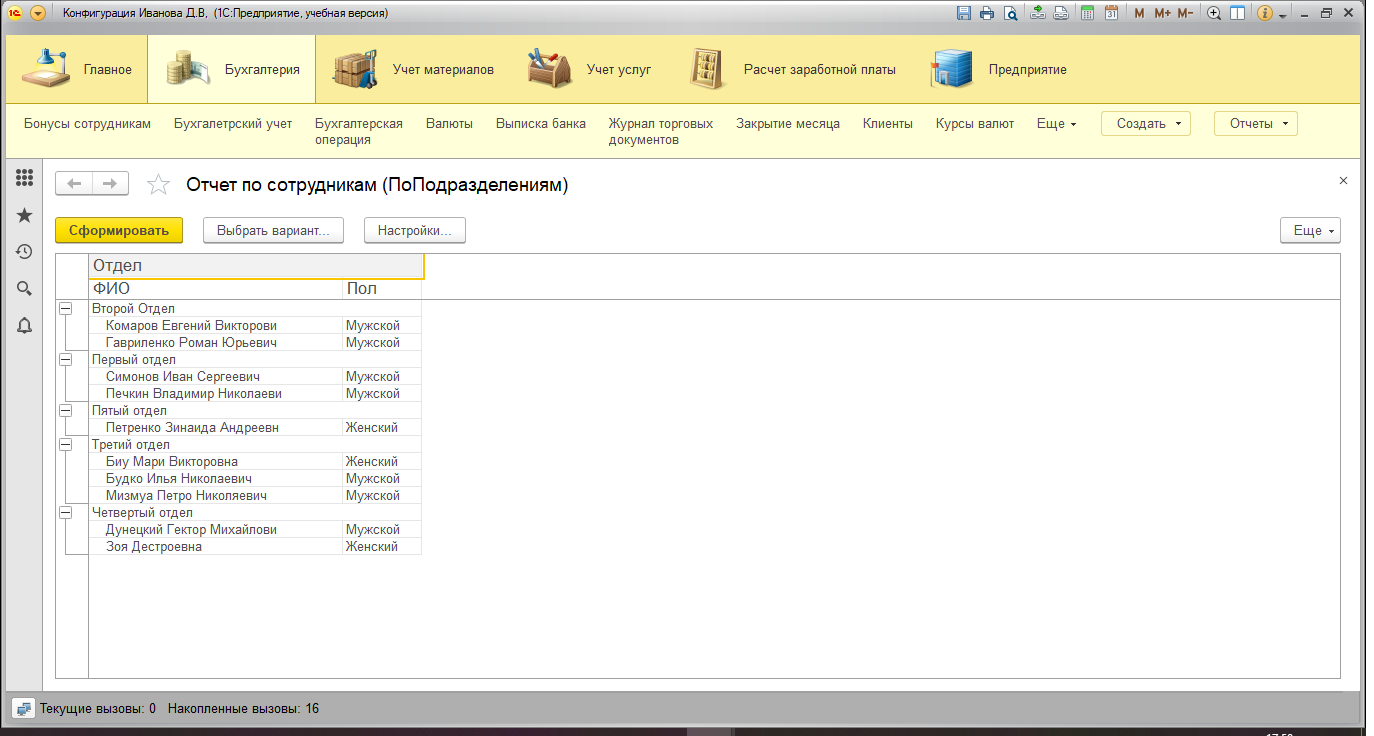 Конфигурация Иванова Д.В, (1С:Предприятие, учебная версия)
M M+ M-
Главное Бухгалтерия Учет материалов Учет услуг Расчет заработной платы Предприятие
Бонусы сотрудникам Бухгалетрский учет Бухгалтерская операция Валюты Выписка банка Журнал торговых документов Закрытие месяца Клиенты Курсы валют Еще Создать Отчеты
Отчет по сотрудникам (ПоПодразделениям)
Сформировать Выбрать вариант... Настройки... Еще
Отдел
ФИО Пол
Второй Отдел
Комаров Евгений Викторови Мужской
Гавриленко Роман Юрьевич Мужской
Первый отдел
Симонов Иван Сергеевич Мужской
Печкин Владимир Николаеви Мужской
Пятый отдел
Петренко Зинаида Андреевн Женский
Третий отдел
Биу Мари Викторовна Женский
Будко Илья Николаевич Мужской
Мизмуа Петро Николяевич Мужской
Четвертый отдел
Дунецкий Гектор Михайлови Мужской
Зоя Дестроевна Женский
Текущие вызовы: 0 Накопленные вызовы: 16